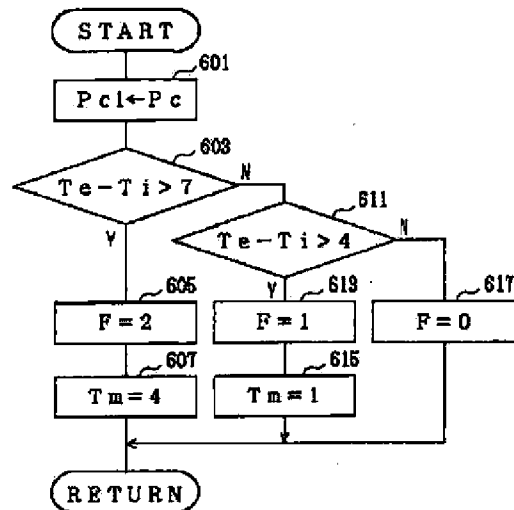 START
601
Pcl←Pc
603
Te-Ti>7
N
Y
611
Te-Ti>4
N
Y
605
F=2
613
F=1
617
F=0
607
Tm=4
615
Tm=1
RETURN